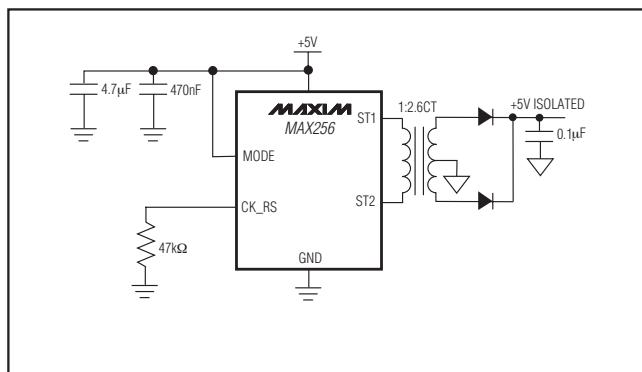 +5V
4.7µF
470nF
MAXIM
MAX256
ST1
1:2.6CT
+5V ISOLATED
0.1µF
MODE
CK_RS
ST2
47kΩ
GND